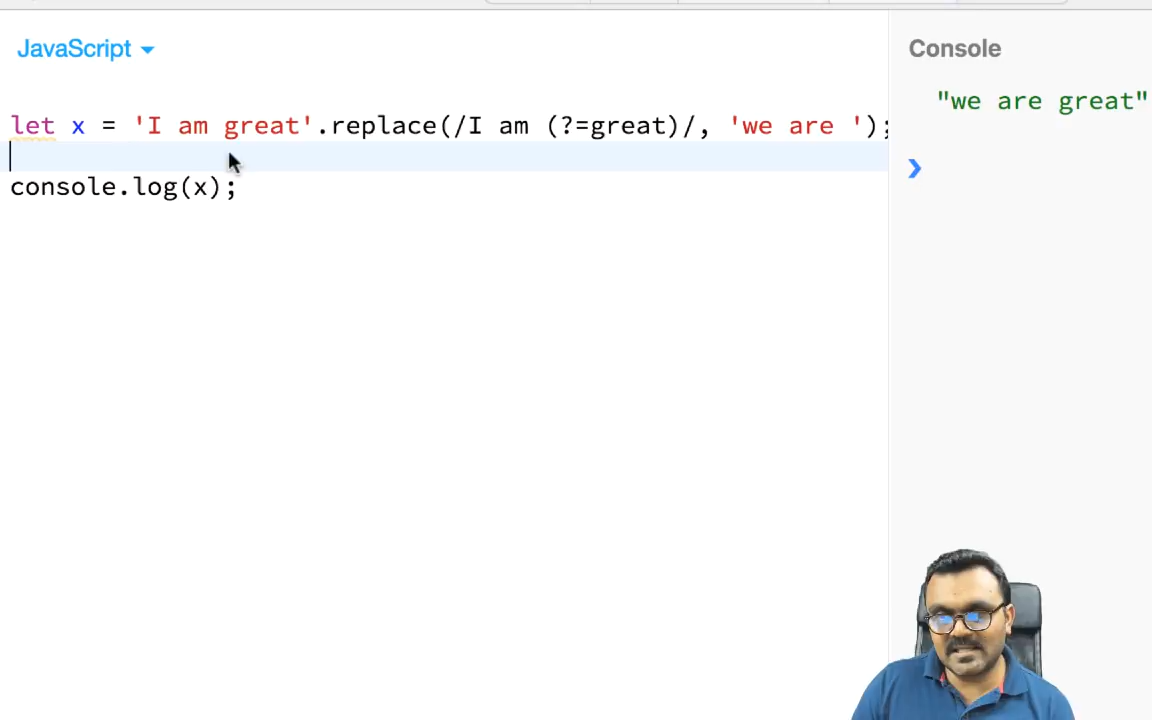 JavaScript
Console
"we are great"
let x = 'I am great'.replace(/I am (?=great)/, 'we are ');
console.log(x);